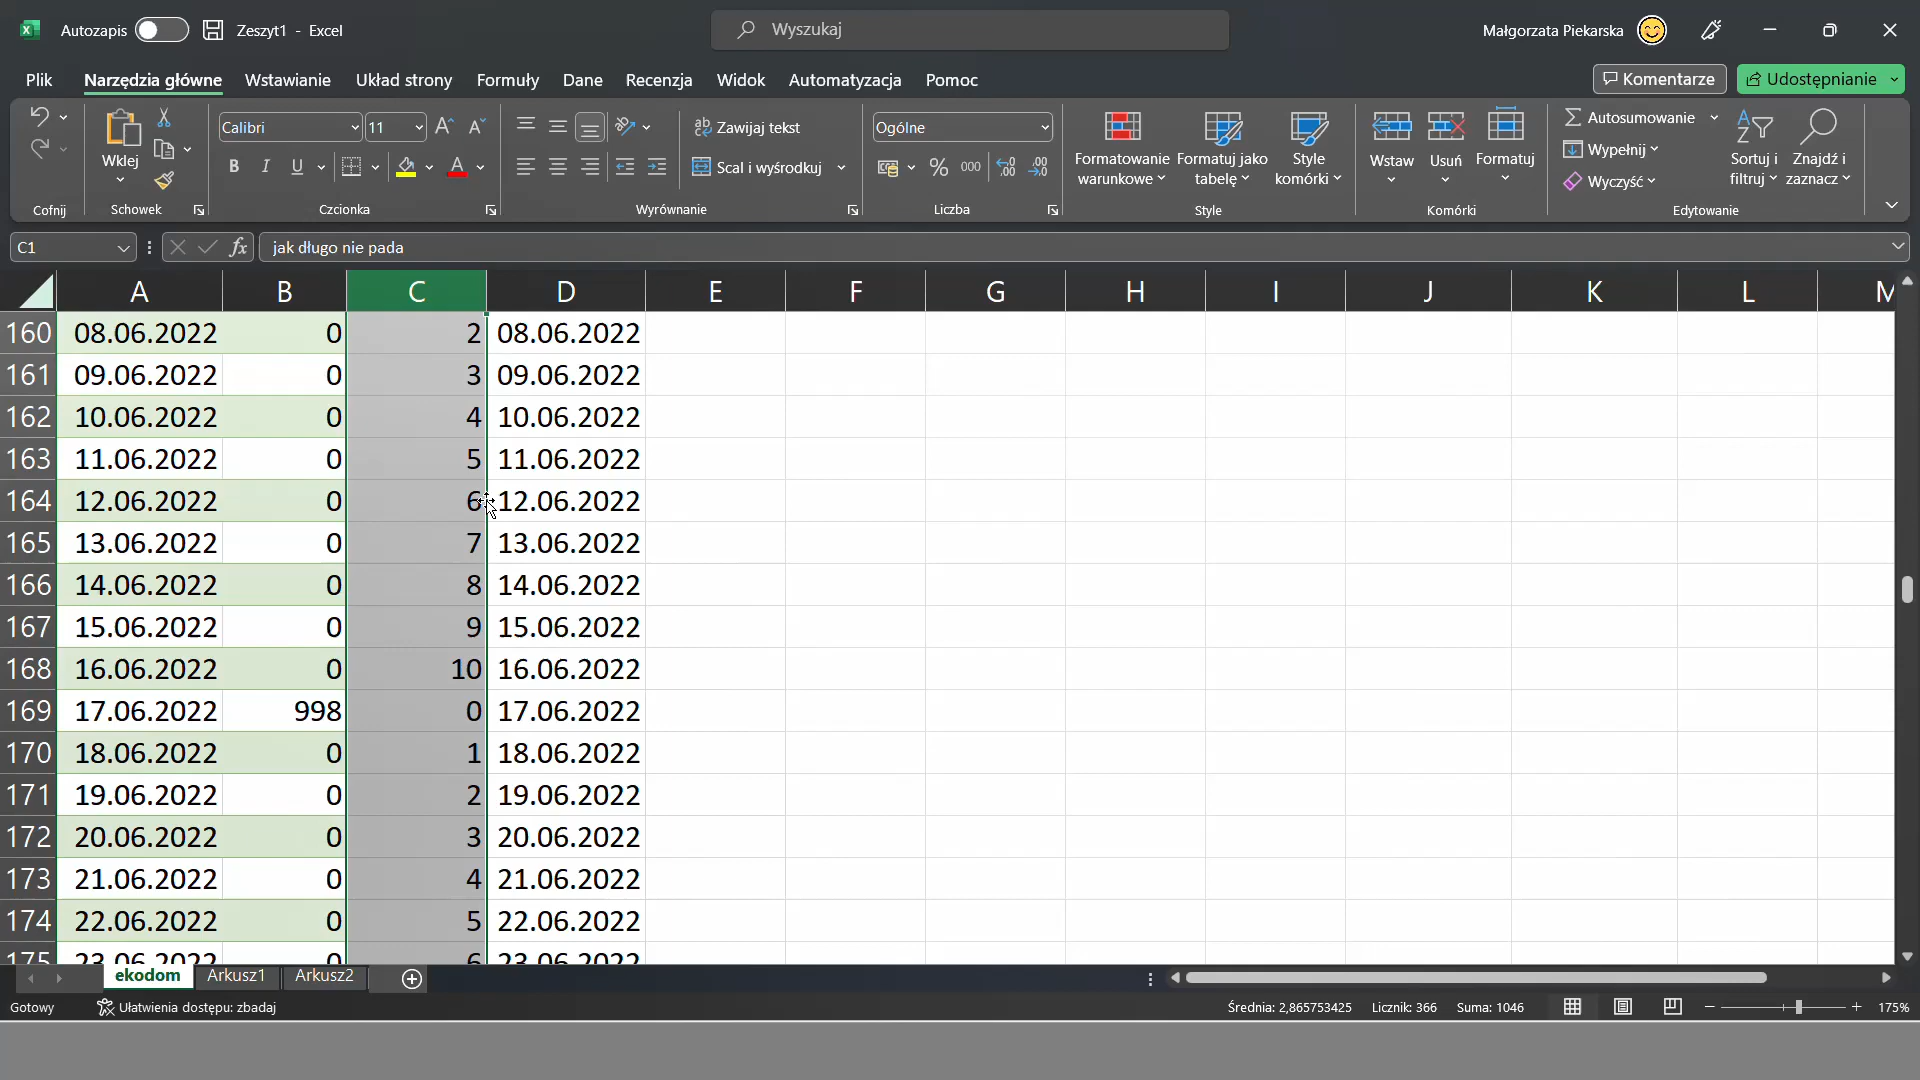 Autozapis Zeszyt1 - Excel Wyszukaj Małgorzata Piekarska
Plik Narzędzia główne Wstawianie Układ strony Formuły Dane Recenzja Widok Automatyzacja Pomoc Komentarze Udostępnianie
Wklej
Calibri 11
B I U A
Zawijaj tekst
Scal i wyśrodkuj
Ogólne
% 000
Formatowanie warunkowe
Formatuj jako tabelę
Style komórki
Wstaw Usuń Formatuj
Autosumowanie
Wypełnij
Wyczyść
Sortuj i filtruj
Znajdź i zaznacz
Cofnij Schowek Czcionka Wyrównanie Liczba Style Komórki Edytowanie
C1 fx jak długo nie pada
A B C D E F G H I J K L M
160 08.06.2022 0 2 08.06.2022
161 09.06.2022 0 3 09.06.2022
162 10.06.2022 0 4 10.06.2022
163 11.06.2022 0 5 11.06.2022
164 12.06.2022 0 6 12.06.2022
165 13.06.2022 0 7 13.06.2022
166 14.06.2022 0 8 14.06.2022
167 15.06.2022 0 9 15.06.2022
168 16.06.2022 0 10 16.06.2022
169 17.06.2022 998 0 17.06.2022
170 18.06.2022 0 1 18.06.2022
171 19.06.2022 0 2 19.06.2022
172 20.06.2022 0 3 20.06.2022
173 21.06.2022 0 4 21.06.2022
174 22.06.2022 0 5 22.06.2022
175 23.06.2022 0 6 23.06.2022
ekodom Arkusz1 Arkusz2
Gotowy Ułatwienia dostępu: zbadaj Średnia: 2,865753425 Licznik: 366 Suma: 1046 175%